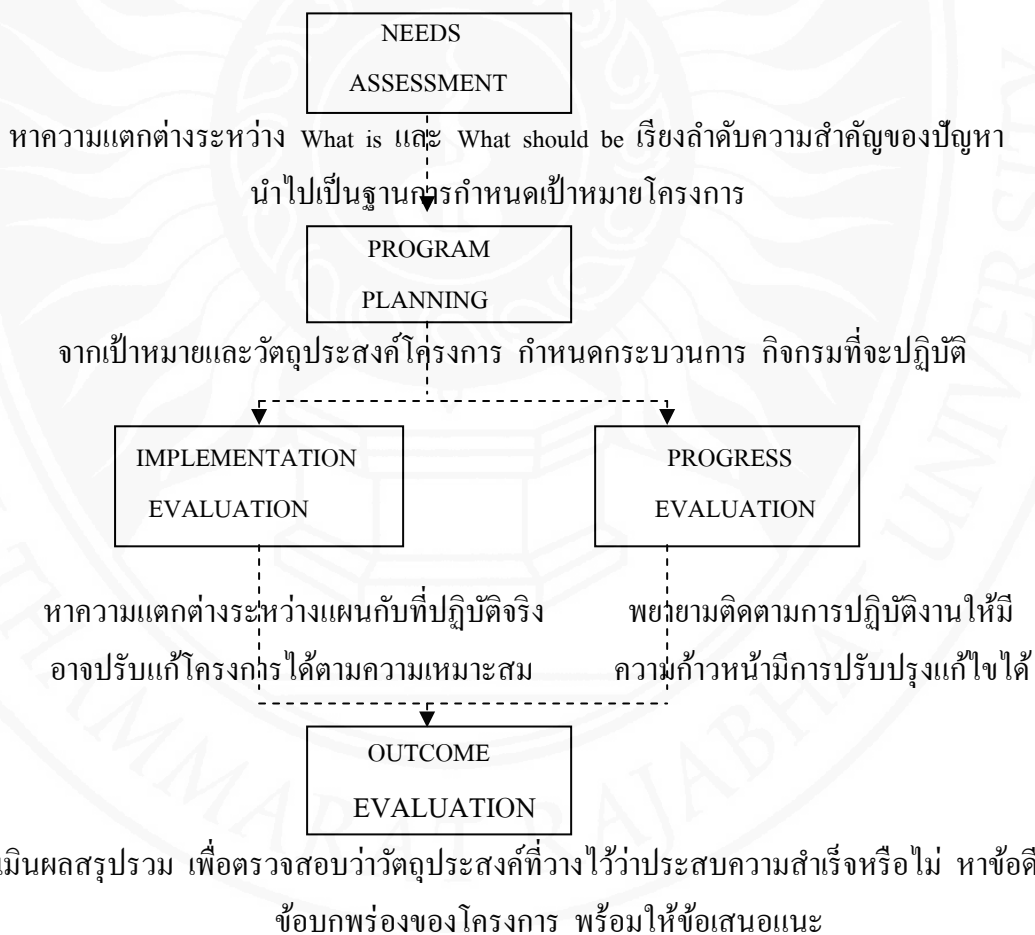 NEEDS
ASSESSMENT
หาความแตกต่างระหว่าง What is และ What should be เรียงลำดับความสำคัญของปัญหา
นำไปเป็นฐานการกำหนดเป้าหมายโครงการ
PROGRAM
PLANNING
จากเป้าหมายและวัตถุประสงค์โครงการ กำหนดกระบวนการ กิจกรมที่จะปฏิบัติ
IMPLEMENTATION
EVALUATION
PROGRESS
EVALUATION
หาความแตกต่างระหว่างแผนกับที่ปฏิบัติจริง
อาจปรับแก้โครงการได้ตามความเหมาะสม
พยายามติดตามการปฏิบัติงานให้มี
ความก้าวหน้ามีการปรับปรุงแก้ไขได้
OUTCOME
EVALUATION
เมินผลสรุปรวม เพื่อตรวจสอบว่าวัตถุประสงค์ที่วางไว้ว่าประสบความสำเร็จหรือไม่ หาข้อดี
ข้อบกพร่องของโครงการ พร้อมให้ข้อเสนอแนะ
THAMMARAT RAJABHAT UNIVERSITY